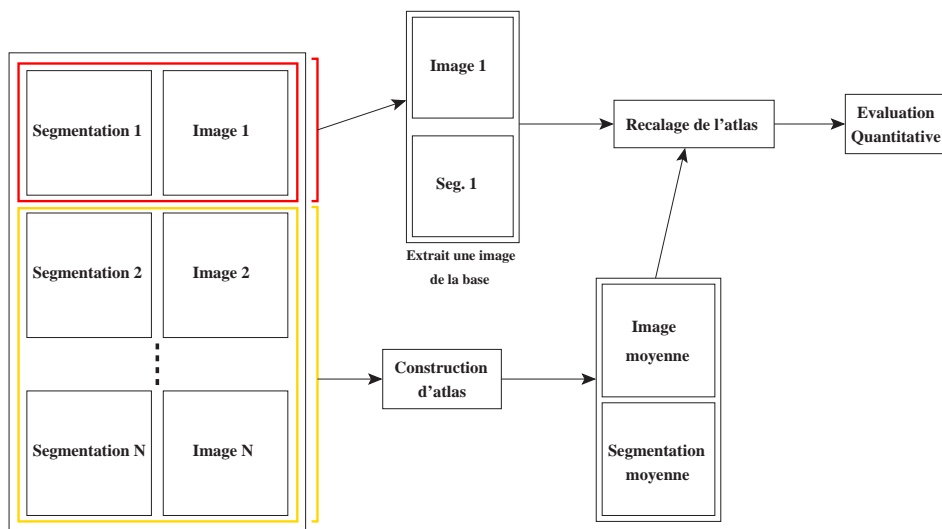 Segmentation 1
Image 1
Segmentation 2
Image 2
Segmentation N
Image N
Image 1
Seg. 1
Extrait une image
de la base
Construction
d'atlas
Image
moyenne
Segmentation
moyenne
Recalage de l'atlas
Evaluation
Quantitative